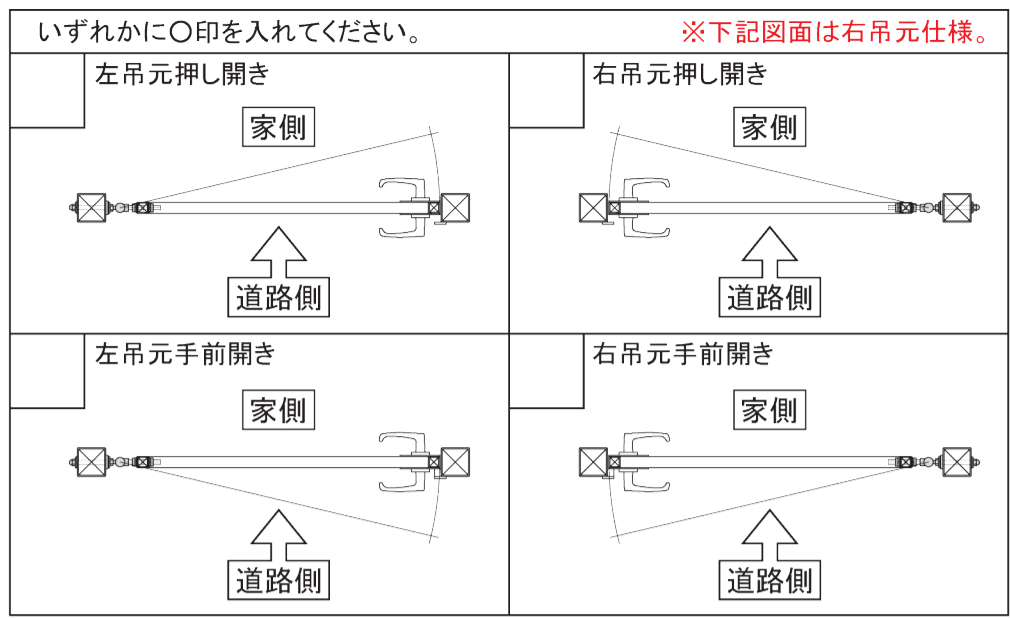 いずれかに〇印を入れてください。
※下記図面は右吊元仕様。
左吊元押し開き
家側
道路側
右吊元押し開き
家側
道路側
左吊元手前開き
家側
道路側
右吊元手前開き
家側
道路側